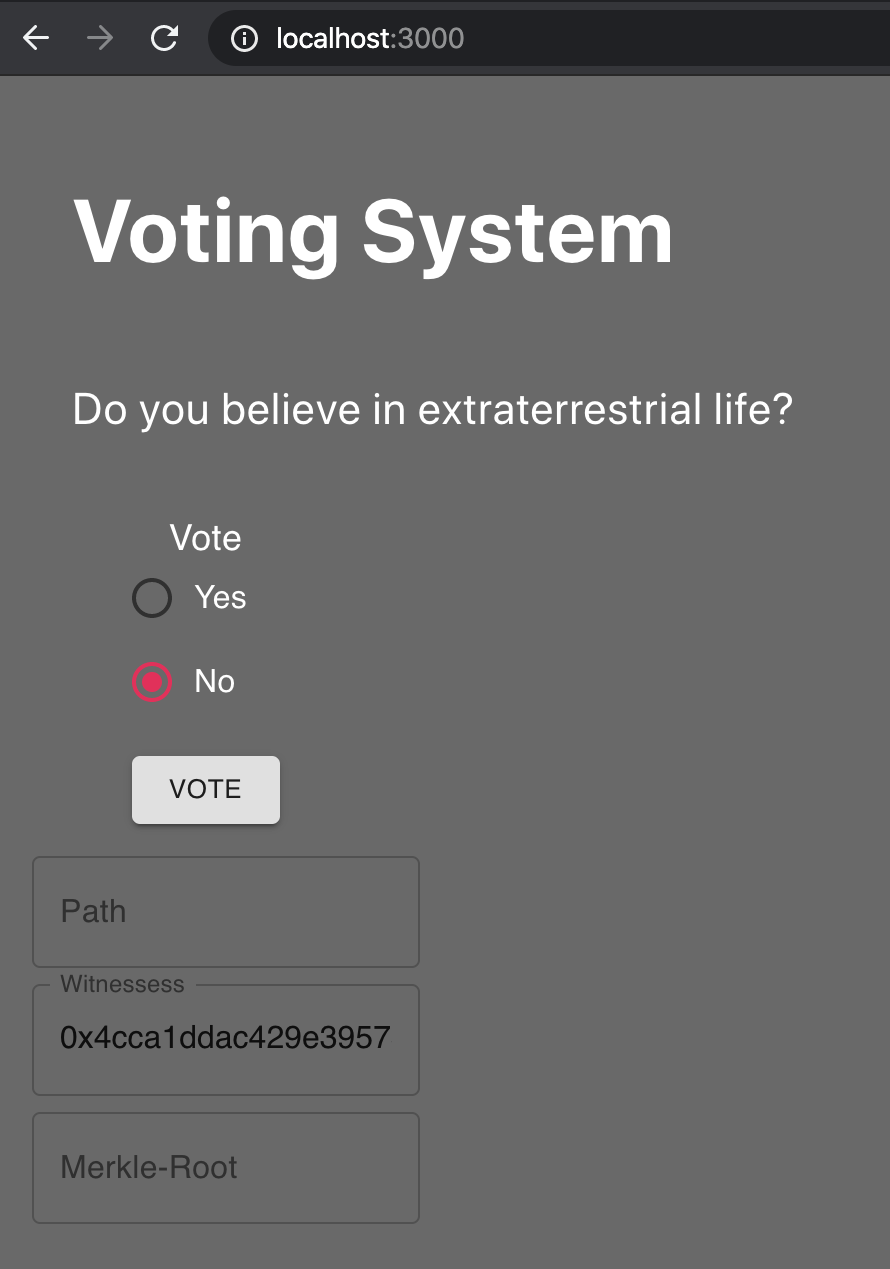 localhost:3000
Voting System
Do you believe in extraterrestrial life?
Vote
Yes
No
VOTE
Path
Witnessess
0x4cca1ddac429e3957
Merkle-Root